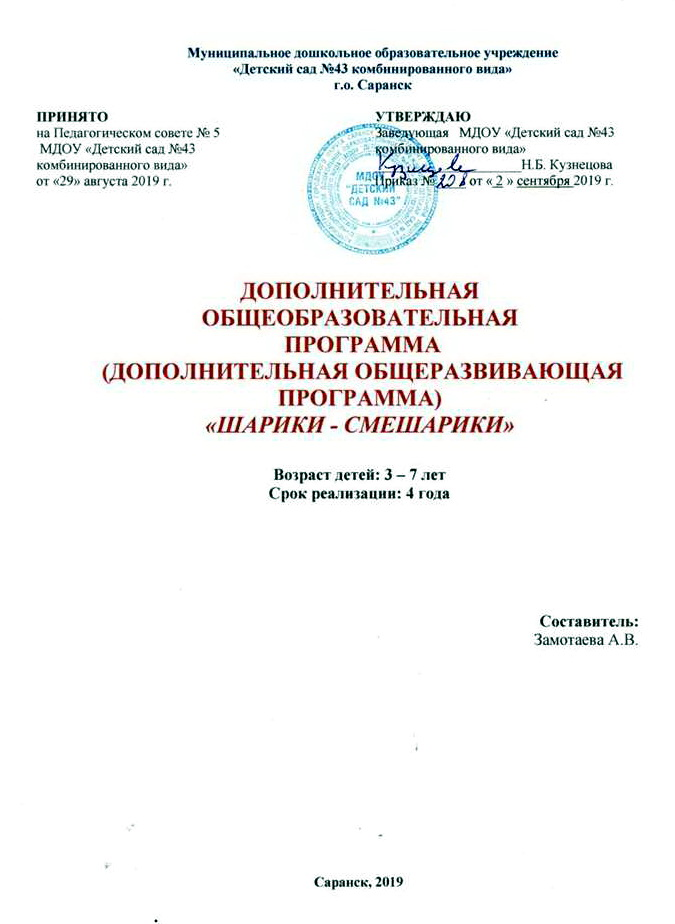 Муниципальное дошкольное образовательное учреждение
«Детский сад №43 комбинированного вида»
г.о. Саранск
ПРИНЯТО
на Педагогическом совете № 5
МДОУ «Детский сад №43
комбинированного вида»
от «29» августа 2019 г.
УТВЕРЖДАЮ
Заведующая МДОУ «Детский сад №43
комбинированного вида»
Н.Б. Кузнецова
Приказ № от « 2 » сентября 2019 г.
МДОУ
"ДЕТСКИЙ
САД №43"
ДОПОЛНИТЕЛЬНАЯ
ОБЩЕОБРАЗОВАТЕЛЬНАЯ
ПРОГРАММА
(ДОПОЛНИТЕЛЬНАЯ ОБЩЕРАЗВИВАЮЩАЯ
ПРОГРАММА)
«ШАРИКИ - СМЕШАРИКИ»
Возраст детей: 3 – 7 лет
Срок реализации: 4 года
Составитель:
Замотаева А.В.
Саранск, 2019